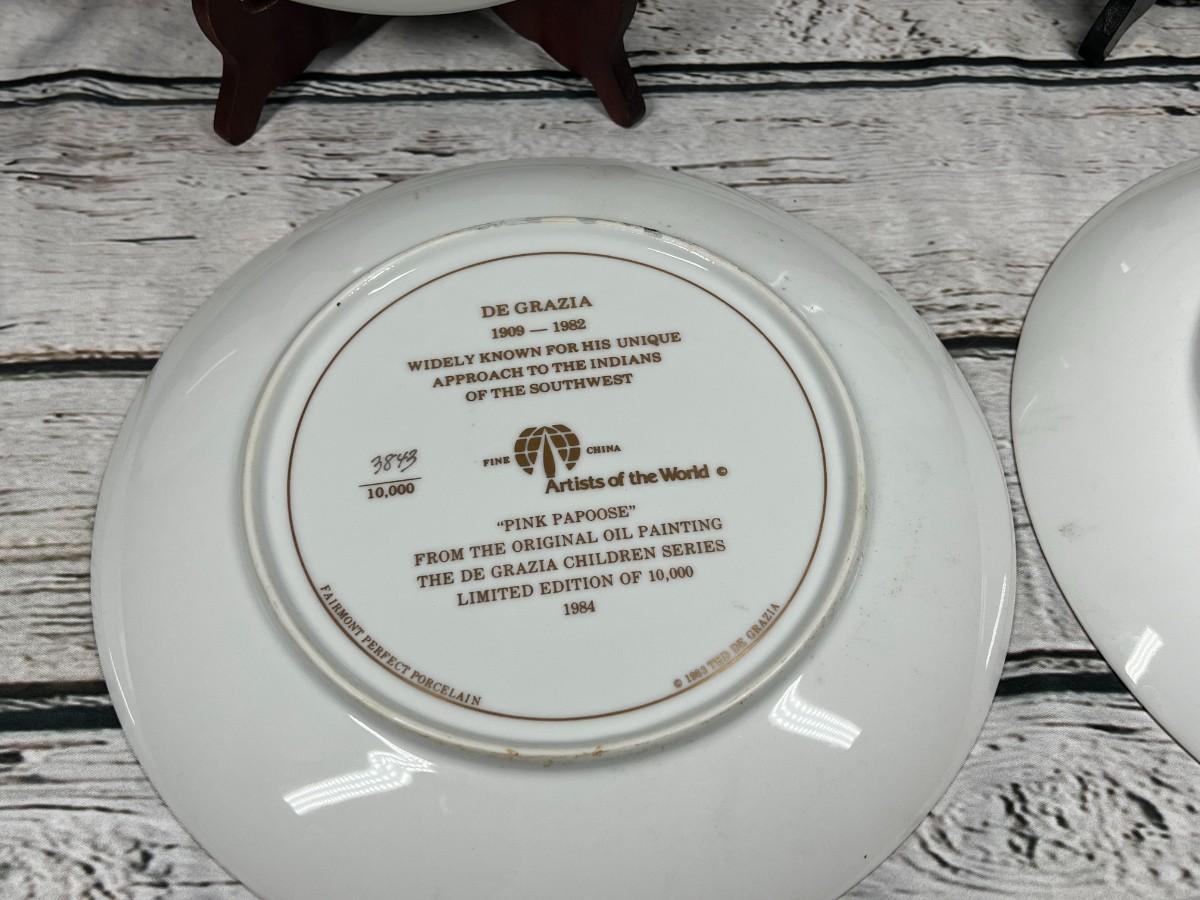 DE GRAZIA
1909 — 1982
WIDELY KNOWN FOR HIS UNIQUE
APPROACH TO THE INDIANS
OF THE SOUTHWEST
3843
10,000
FINE CHINA
Artists of the World ©
"PINK PAPOOSE"
FROM THE ORIGINAL OIL PAINTING
THE DE GRAZIA CHILDREN SERIES
LIMITED EDITION OF 10,000
1984
FAIRMONT PERFECT PORCELAIN
© 1983 TED DE GRAZIA